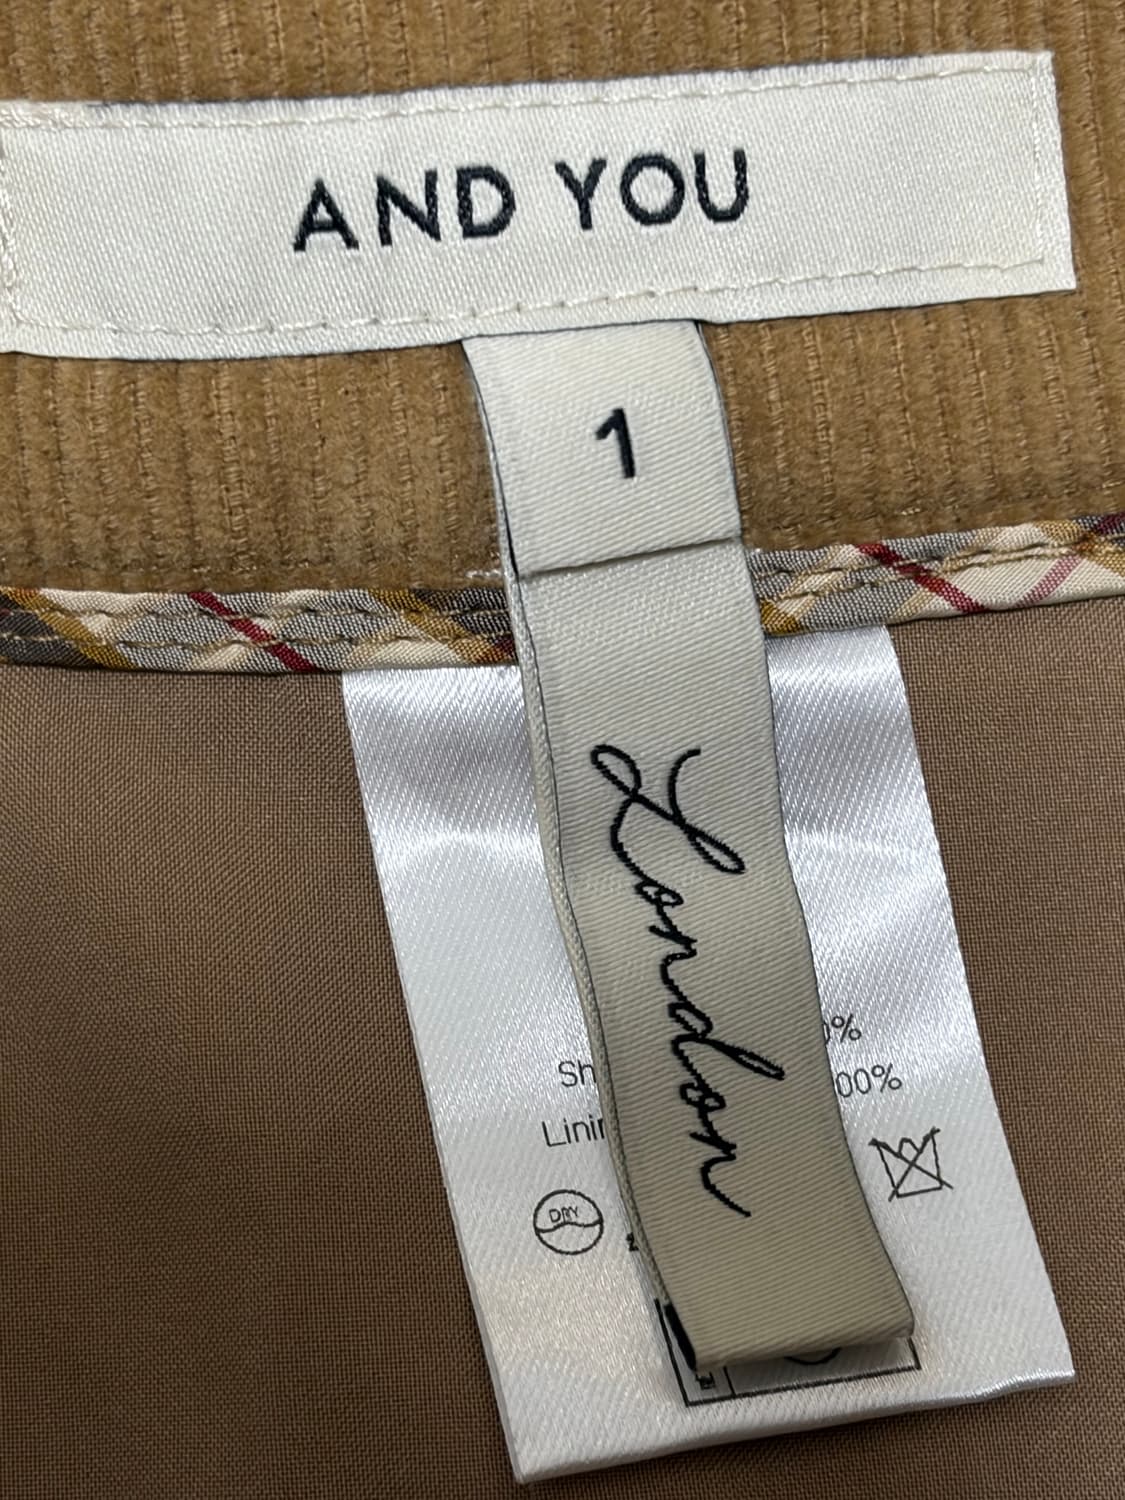 AND YOU
1
London
0%
Sh 00%
Linin
DRY